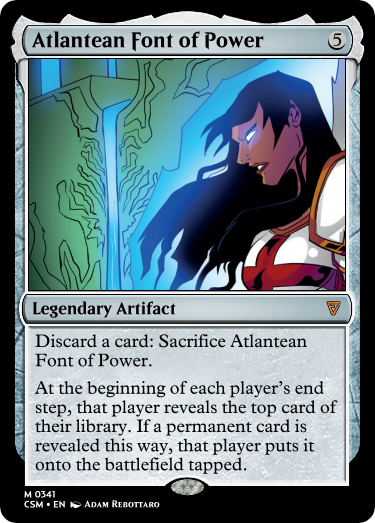 Atlantean Font of Power 5
Legendary Artifact
Discard a card: Sacrifice Atlantean
Font of Power.
At the beginning of each player's end
step, that player reveals the top card of
their library. If a permanent card is
revealed this way, that player puts it
onto the battlefield tapped.
M 0341
CSM • EN Adam Rebottaro